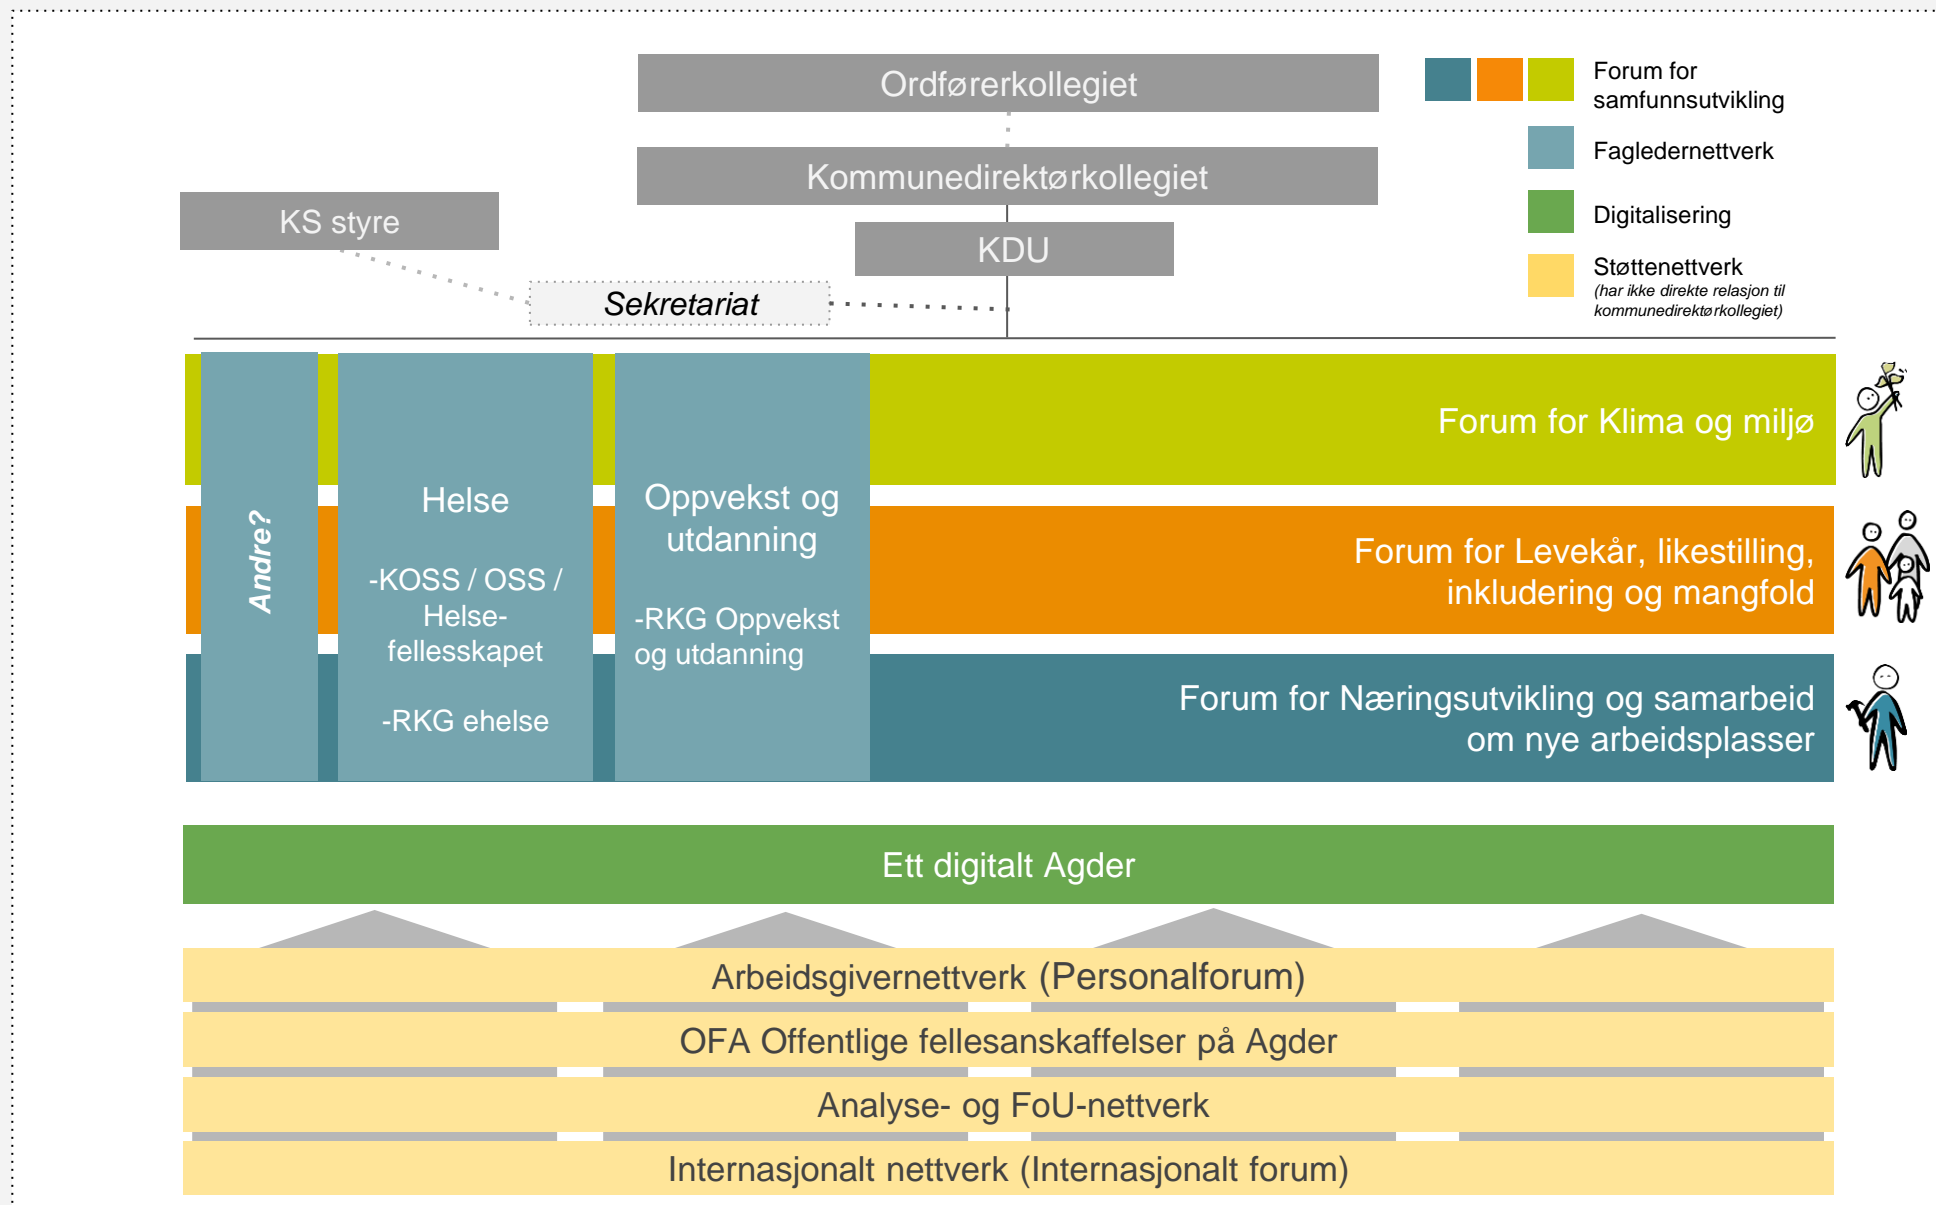 Ordførerkollegiet
Kommunedirektørkollegiet
KS styre
KDU
Sekretariat
Forum for
samfunnsutvikling
Fagledernettverk
Digitalisering
Støttenettverk
(har ikke direkte relasjon til
kommunedirektørkollegiet)
Andre?
Helse
-KOSS / OSS /
Helse-
fellesskapet
-RKG ehelse
Oppvekst og
utdanning
-RKG Oppvekst
og utdanning
Forum for Klima og miljø
Forum for Levekår, likestilling,
inkludering og mangfold
Forum for Næringsutvikling og samarbeid
om nye arbeidsplasser
Ett digitalt Agder
Arbeidsgivernettverk (Personalforum)
OFA Offentlige fellesanskaffelser på Agder
Analyse- og FoU-nettverk
Internasjonalt nettverk (Internasjonalt forum)